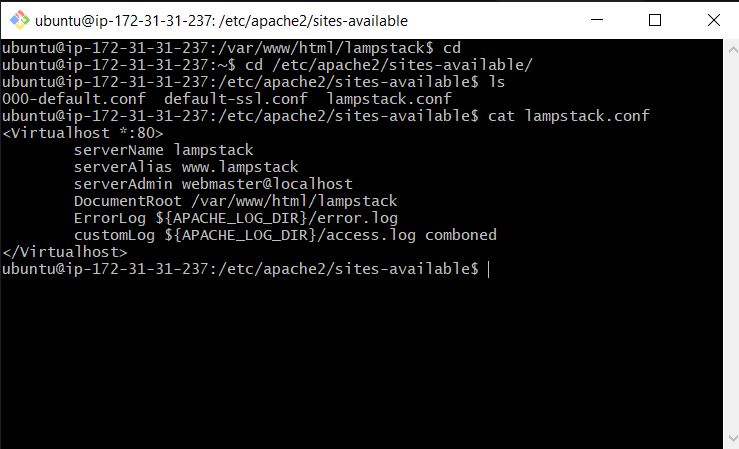 ubuntu@ip-172-31-31-237: /etc/apache2/sites-available
ubuntu@ip-172-31-31-237:/var/www/html/lampstack$ cd
ubuntu@ip-172-31-31-237:~$ cd /etc/apache2/sites-available/
ubuntu@ip-172-31-31-237:/etc/apache2/sites-available$ ls
000-default.conf  default-ssl.conf  lampstack.conf
ubuntu@ip-172-31-31-237:/etc/apache2/sites-available$ cat lampstack.conf
<Virtualhost *:80>
        serverName lampstack
        serverAlias www.lampstack
        serverAdmin webmaster@localhost
        DocumentRoot /var/www/html/lampstack
        ErrorLog ${APACHE_LOG_DIR}/error.log
        customLog ${APACHE_LOG_DIR}/access.log comboned
</Virtualhost>
ubuntu@ip-172-31-31-237:/etc/apache2/sites-available$